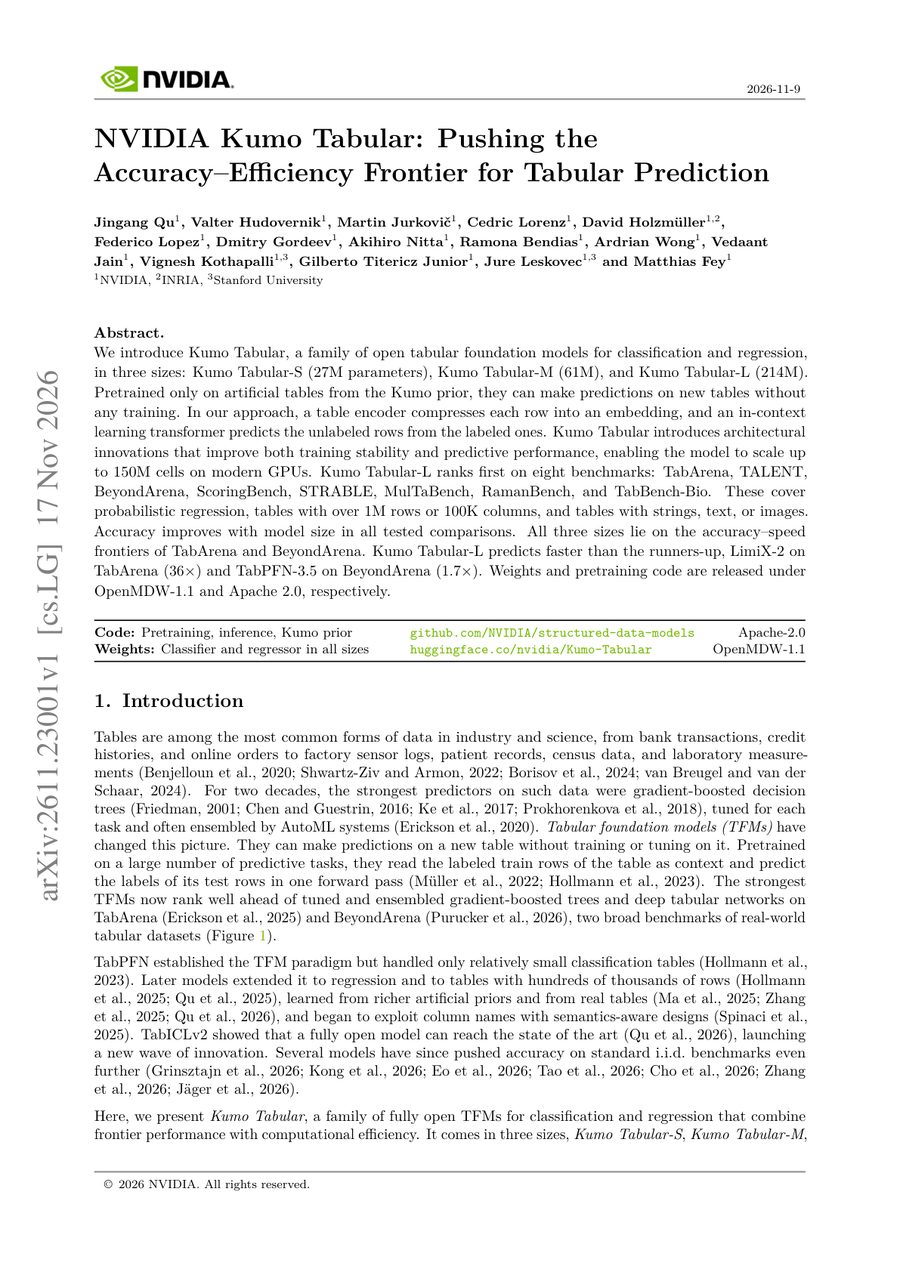 NVIDIA.
2026-11-9
NVIDIA Kumo Tabular: Pushing the
Accuracy–Efficiency Frontier for Tabular Prediction
Jingang Qu¹, Valter Hudovernik¹, Martin Jurkovič¹, Cedric Lorenz¹, David Holzmüller¹,²,
Federico Lopez¹, Dmitry Gordeev¹, Akihiro Nitta¹, Ramona Bendias¹, Ardrian Wong¹, Vedaant
Jain¹, Vignesh Kothapalli¹,³, Gilberto Titericz Junior¹, Jure Leskovec¹,³ and Matthias Fey¹
¹NVIDIA, ²INRIA, ³Stanford University
Abstract.
We introduce Kumo Tabular, a family of open tabular foundation models for classification and regression,
in three sizes: Kumo Tabular-S (27M parameters), Kumo Tabular-M (61M), and Kumo Tabular-L (214M).
Pretrained only on artificial tables from the Kumo prior, they can make predictions on new tables without
any training. In our approach, a table encoder compresses each row into an embedding, and an in-context
learning transformer predicts the unlabeled rows from the labeled ones. Kumo Tabular introduces architectural
innovations that improve both training stability and predictive performance, enabling the model to scale up
to 150M cells on modern GPUs. Kumo Tabular-L ranks first on eight benchmarks: TabArena, TALENT,
BeyondArena, ScoringBench, STRABLE, MulTaBench, RamanBench, and TabBench-Bio. These cover
probabilistic regression, tables with over 1M rows or 100K columns, and tables with strings, text, or images.
Accuracy improves with model size in all tested comparisons. All three sizes lie on the accuracy–speed
frontiers of TabArena and BeyondArena. Kumo Tabular-L predicts faster than the runners-up, LimiX-2 on
TabArena (36×) and TabPFN-3.5 on BeyondArena (1.7×). Weights and pretraining code are released under
OpenMDW-1.1 and Apache 2.0, respectively.
Code: Pretraining, inference, Kumo prior github.com/NVIDIA/structured-data-models Apache-2.0
Weights: Classifier and regressor in all sizes huggingface.co/nvidia/Kumo-Tabular OpenMDW-1.1
1. Introduction
Tables are among the most common forms of data in industry and science, from bank transactions, credit
histories, and online orders to factory sensor logs, patient records, census data, and laboratory measure-
ments (Benjelloun et al., 2020; Shwartz-Ziv and Armon, 2022; Borisov et al., 2024; van Breugel and van der
Schaar, 2024). For two decades, the strongest predictors on such data were gradient-boosted decision
trees (Friedman, 2001; Chen and Guestrin, 2016; Ke et al., 2017; Prokhorenkova et al., 2018), tuned for each
task and often ensembled by AutoML systems (Erickson et al., 2020). Tabular foundation models (TFMs) have
changed this picture. They can make predictions on a new table without training or tuning on it. Pretrained
on a large number of predictive tasks, they read the labeled train rows of the table as context and predict
the labels of its test rows in one forward pass (Müller et al., 2022; Hollmann et al., 2023). The strongest
TFMs now rank well ahead of tuned and ensembled gradient-boosted trees and deep tabular networks on
TabArena (Erickson et al., 2025) and BeyondArena (Purucker et al., 2026), two broad benchmarks of real-world
tabular datasets (Figure 1).
TabPFN established the TFM paradigm but handled only relatively small classification tables (Hollmann et al.,
2023). Later models extended it to regression and to tables with hundreds of thousands of rows (Hollmann
et al., 2025; Qu et al., 2025), learned from richer artificial priors and from real tables (Ma et al., 2025; Zhang
et al., 2025; Qu et al., 2026), and began to exploit column names with semantics-aware designs (Spinaci et al.,
2025). TabICLv2 showed that a fully open model can reach the state of the art (Qu et al., 2026), launching
a new wave of innovation. Several models have since pushed accuracy on standard i.i.d. benchmarks even
further (Grinsztajn et al., 2026; Kong et al., 2026; Eo et al., 2026; Tao et al., 2026; Cho et al., 2026; Zhang
et al., 2026; Jäger et al., 2026).
Here, we present Kumo Tabular, a family of fully open TFMs for classification and regression that combine
frontier performance with computational efficiency. It comes in three sizes, Kumo Tabular-S, Kumo Tabular-M,
© 2026 NVIDIA. All rights reserved.
arXiv:2611.23001v1 [cs.LG] 17 Nov 2026